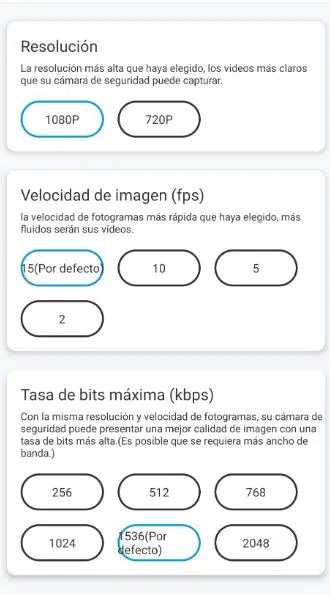 Resolución
La resolución más alta que haya elegido, los videos más claros
que su cámara de seguridad puede capturar.
1080P
720P
Velocidad de imagen (fps)
la velocidad de fotogramas más rápida que haya elegido, más
fluidos serán sus videos.
15(Por defecto)
10
5
2
Tasa de bits máxima (kbps)
Con la misma resolución y velocidad de fotogramas, su cámara de
seguridad puede presentar una mejor calidad de imagen con una
tasa de bits más alta.(Es posible que se requiera más ancho de
banda.)
256
512
768
1024
1536(Por
defecto)
2048